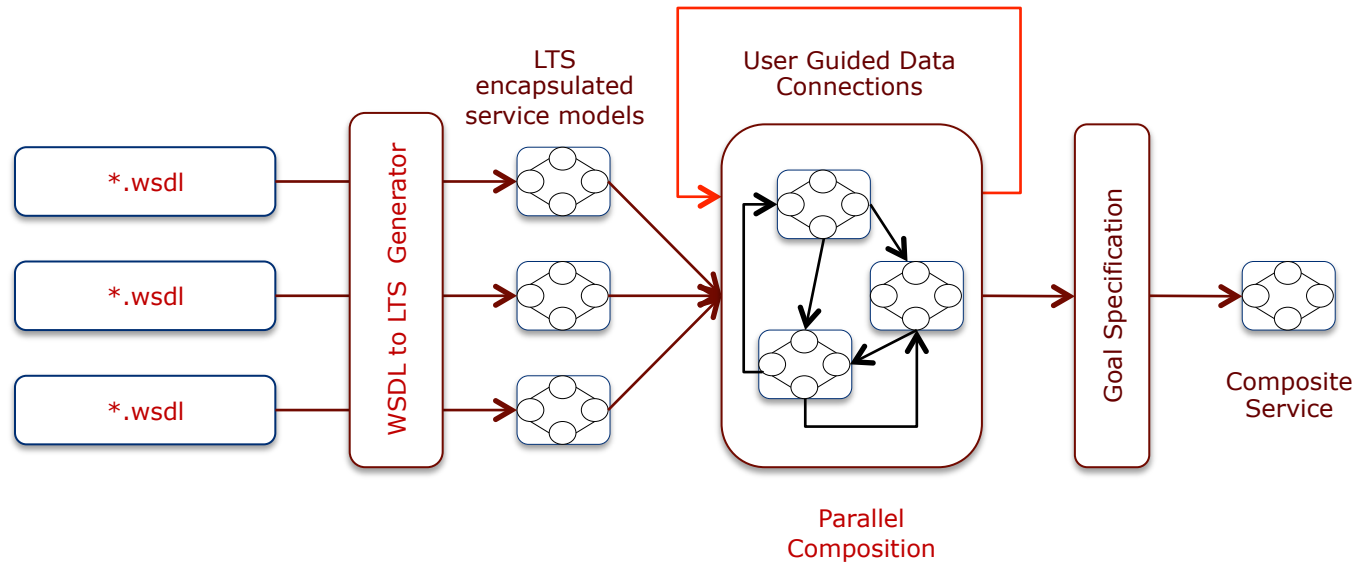 LTS
encapsulated
service models
User Guided Data
Connections
*.wsdl
*.wsdl
*.wsdl
WSDL to LTS Generator
Goal Specification
Composite
Service
Parallel
Composition